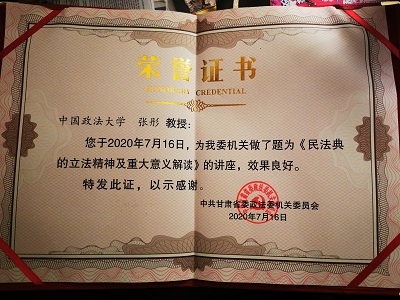 荣誉证书
HONORARY CREDENTIAL
中国政法大学 张彤 教授:
您于2020年7月16日,为我委机关做了题为《民法典
的立法精神及重大意义解读》的讲座,效果良好。
特发此证,以示感谢。
中共甘肃省委政法委机关委员会
2020年7月16日